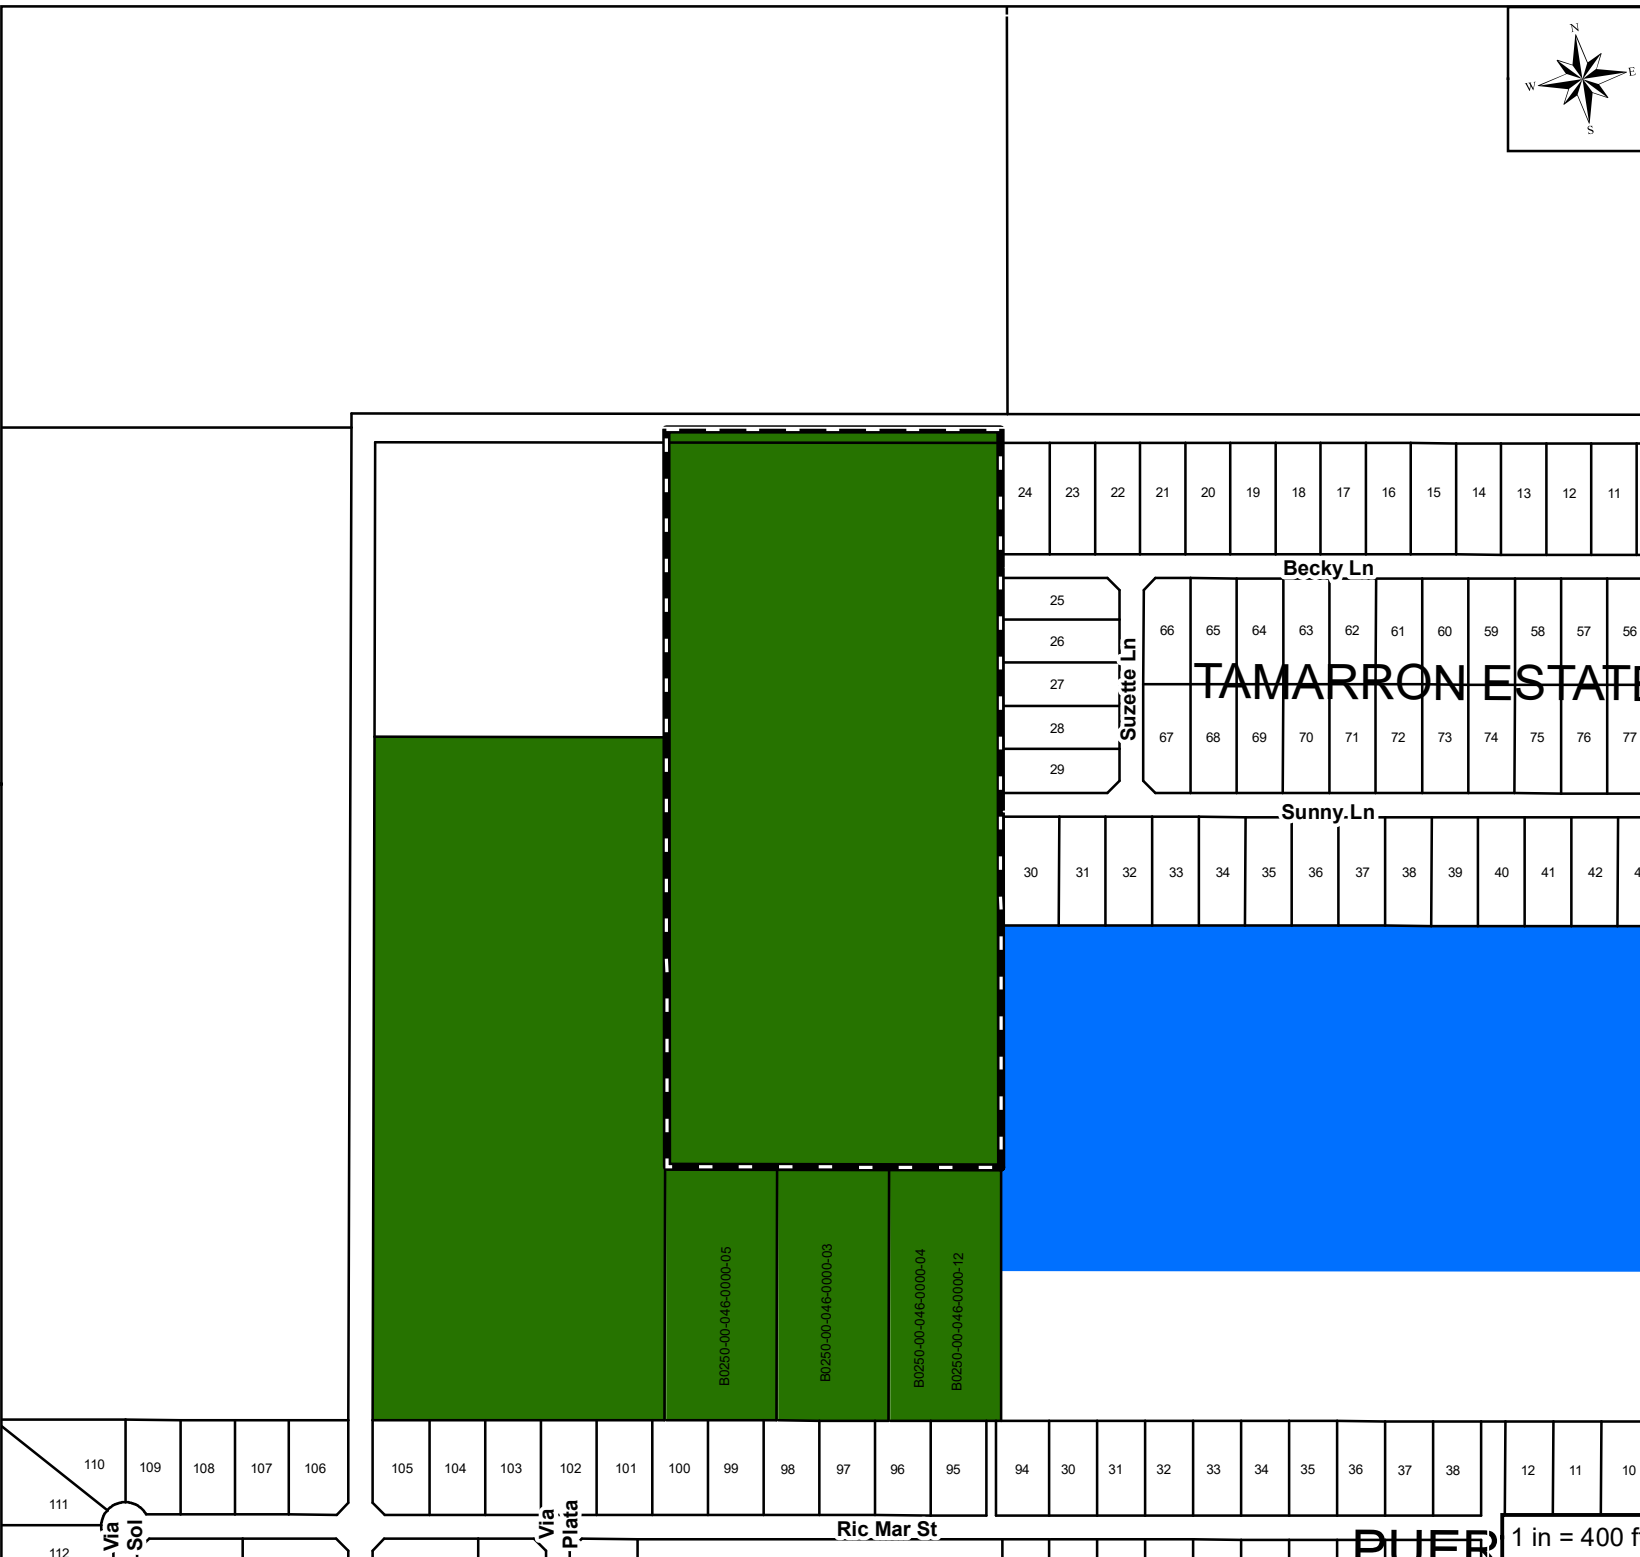 N
W E
S
24 23 22 21 20 19 18 17 16 15 14 13 12 11
Becky Ln
25
26
27
28
29
Suzette Ln
66 65 64 63 62 61 60 59 58 57 56
TAMARRON ESTATE
67 68 69 70 71 72 73 74 75 76 77
Sunny Ln
30 31 32 33 34 35 36 37 38 39 40 41 42 4
B0250-00-046-0000-05
B0250-00-046-0000-03
B0250-00-046-0000-04
B0250-00-046-0000-12
110 109 108 107 106 105 104 103 102 101 100 99 98 97 96 95 94 30 31 32 33 34 35 36 37 38 12 11 10
111
112
Via
Sol
Via
Plata
Ric Mar St
PUER
1 in = 400 f